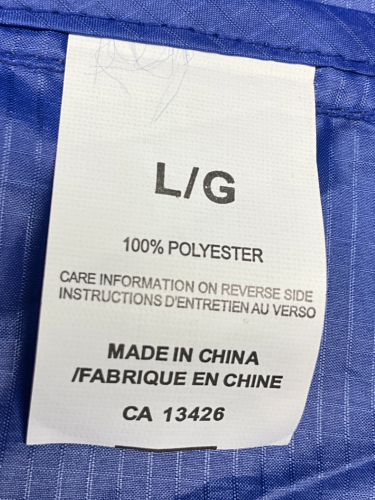 L/G
100% POLYESTER
CARE INFORMATION ON REVERSE SIDE
INSTRUCTIONS D'ENTRETIEN AU VERSO
MADE IN CHINA
/FABRIQUE EN CHINE
CA 13426